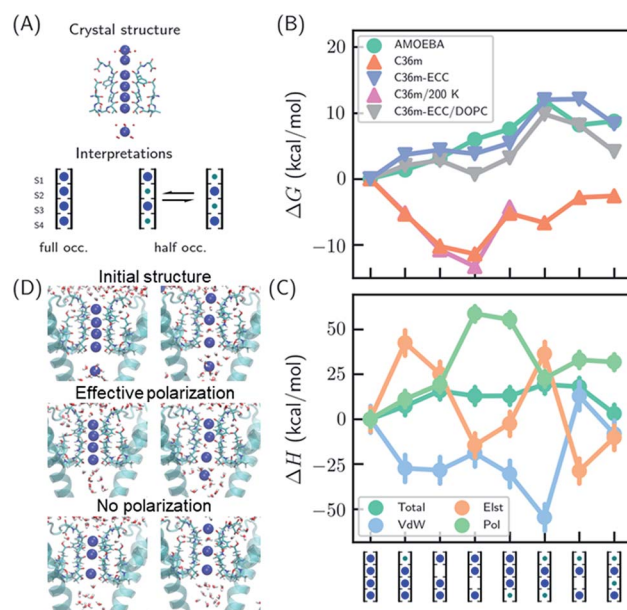 (A)
Crystal structure
Interpretations
S1
S2
S3
S4
full occ.
half occ.
(B)
20
10
0
−10
ΔG (kcal/mol)
AMOEBA
C36m
C36m-ECC
C36m/200 K
C36m-ECC/DOPC
(D)
Initial structure
Effective polarization
No polarization
(C)
50
25
0
−25
−50
ΔH (kcal/mol)
Total
VdW
Elst
Pol